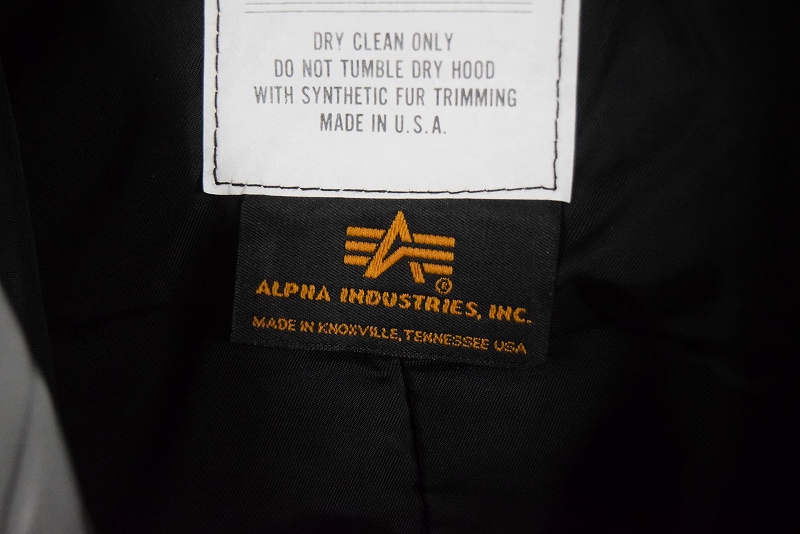 DRY CLEAN ONLY
DO NOT TUMBLE DRY HOOD
WITH SYNTHETIC FUR TRIMMING
MADE IN U.S.A.
®
ALPHA INDUSTRIES, INC.
MADE IN KNOXVILLE, TENNESSEE USA